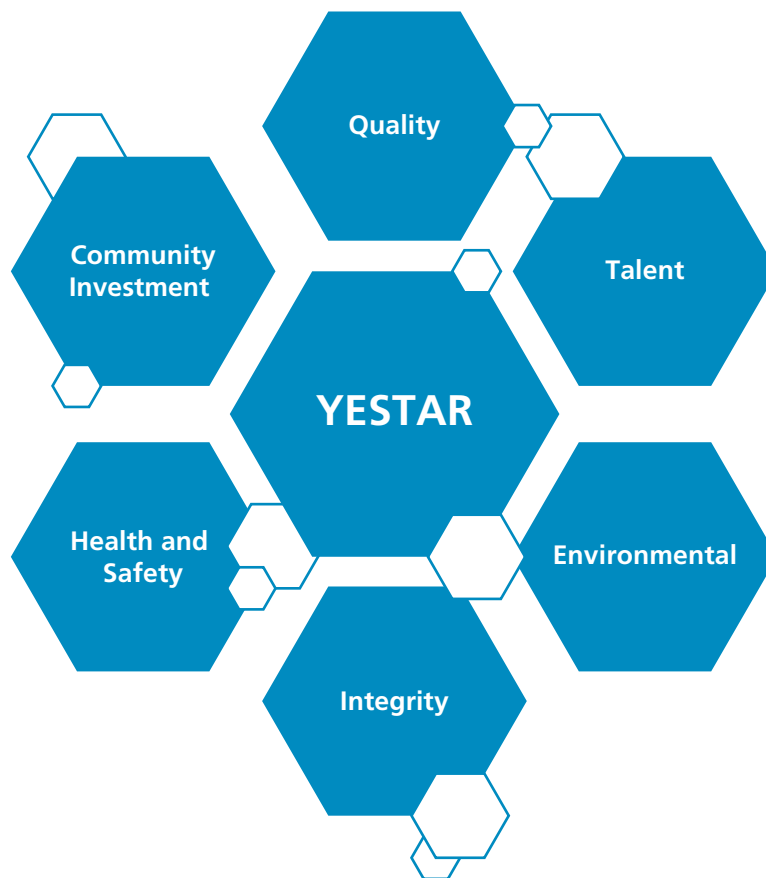 Quality
Community
Investment
Talent
YESTAR
Health and
Safety
Environmental
Integrity